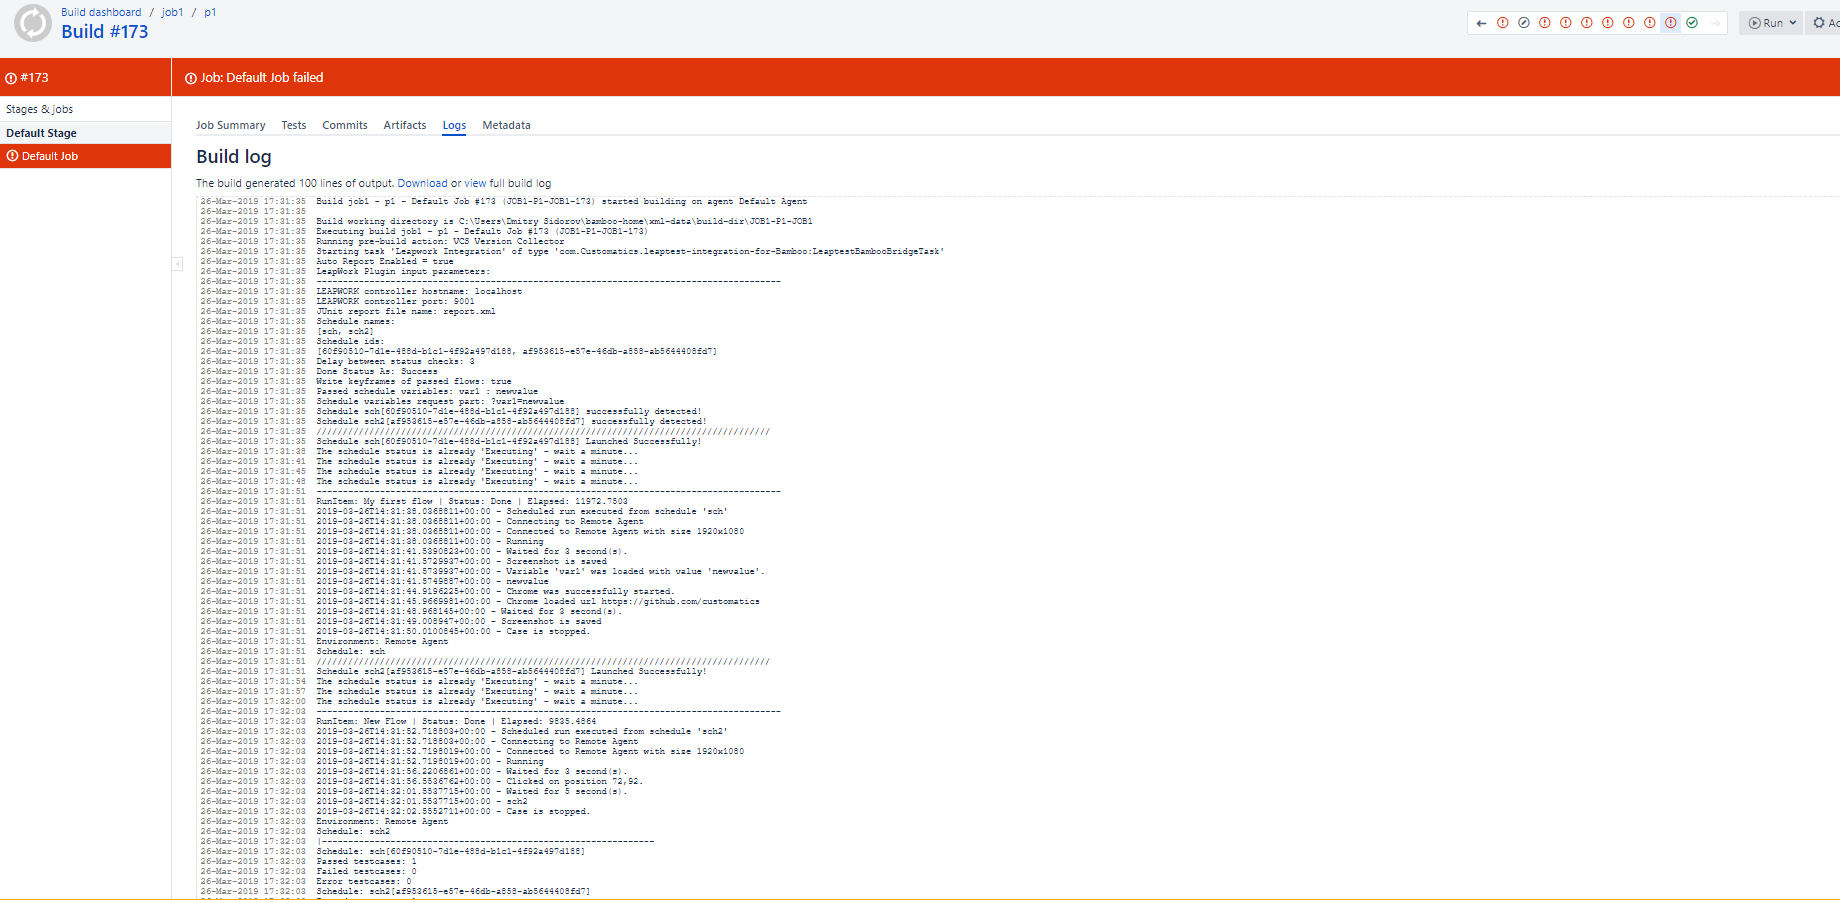 Build dashboard / job1 / p1
Build #173
Run
Ac
#173
Job: Default Job failed
Stages & jobs
Default Stage
Default Job
Job Summary Tests Commits Artifacts Logs Metadata
Build log
The build generated 100 lines of output. Download or view full build log
26-Mar-2019 17:31:35 Build job1 - p1 - Default Job #173 (JOB1-P1-JOB1-173) started building on agent Default Agent
26-Mar-2019 17:31:35
26-Mar-2019 17:31:35 Build working directory is C:\Users\Dmitry Sidorov\bamboo-home\xml-data\build-dir\JOB1-P1-JOB1
26-Mar-2019 17:31:35 Executing build job1 - p1 - Default Job #173 (JOB1-P1-JOB1-173)
26-Mar-2019 17:31:35 Running pre-build action: VCS Version Collector
26-Mar-2019 17:31:35 Starting task 'Leapwork Integration' of type 'com.Customatics.leaptest-integration-for-Bamboo:LeaptestBambooBridgeTask'
26-Mar-2019 17:31:35 Auto Report Enabled = true
26-Mar-2019 17:31:35 LeapWork Plugin input parameters:
26-Mar-2019 17:31:35 ----------------------------------------------------------------------------------------
26-Mar-2019 17:31:35 LEAPWORK controller hostname: localhost
26-Mar-2019 17:31:35 LEAPWORK controller port: 9001
26-Mar-2019 17:31:35 JUnit report file name: report.xml
26-Mar-2019 17:31:35 Schedule names:
26-Mar-2019 17:31:35 [sch, sch2]
26-Mar-2019 17:31:35 Schedule ids:
26-Mar-2019 17:31:35 [60f90510-7d1e-488d-b1c1-4f92a497d188, af953615-e57e-46db-a858-ab5644408fd7]
26-Mar-2019 17:31:35 Delay between status checks: 3
26-Mar-2019 17:31:35 Done Status As: Success
26-Mar-2019 17:31:35 Write keyframes of passed flows: true
26-Mar-2019 17:31:35 Passed schedule variables: var1 : newvalue
26-Mar-2019 17:31:35 Schedule variables request part: ?var1=newvalue
26-Mar-2019 17:31:35 Schedule sch[60f90510-7d1e-488d-b1c1-4f92a497d188] successfully detected!
26-Mar-2019 17:31:35 Schedule sch2[af953615-e57e-46db-a858-ab5644408fd7] successfully detected!
26-Mar-2019 17:31:35 //////////////////////////////////////////////////////////////////////////////////////
26-Mar-2019 17:31:35 Schedule sch[60f90510-7d1e-488d-b1c1-4f92a497d188] Launched Successfully!
26-Mar-2019 17:31:38 The schedule status is already 'Executing' - wait a minute...
26-Mar-2019 17:31:41 The schedule status is already 'Executing' - wait a minute...
26-Mar-2019 17:31:45 The schedule status is already 'Executing' - wait a minute...
26-Mar-2019 17:31:48 The schedule status is already 'Executing' - wait a minute...
26-Mar-2019 17:31:51 ----------------------------------------------------------------------------------------
26-Mar-2019 17:31:51 RunItem: My first flow | Status: Done | Elapsed: 11972.7503
26-Mar-2019 17:31:51 2019-03-26T14:31:38.0368811+00:00 - Scheduled run executed from schedule 'sch'
26-Mar-2019 17:31:51 2019-03-26T14:31:38.0368811+00:00 - Connecting to Remote Agent
26-Mar-2019 17:31:51 2019-03-26T14:31:38.0368811+00:00 - Connected to Remote Agent with size 1920x1080
26-Mar-2019 17:31:51 2019-03-26T14:31:38.0368811+00:00 - Running
26-Mar-2019 17:31:51 2019-03-26T14:31:41.5390823+00:00 - Waited for 3 second(s).
26-Mar-2019 17:31:51 2019-03-26T14:31:41.5729937+00:00 - Screenshot is saved
26-Mar-2019 17:31:51 2019-03-26T14:31:41.5739937+00:00 - Variable 'var1' was loaded with value 'newvalue'.
26-Mar-2019 17:31:51 2019-03-26T14:31:41.5749887+00:00 - newvalue
26-Mar-2019 17:31:51 2019-03-26T14:31:44.9196225+00:00 - Chrome was successfully started.
26-Mar-2019 17:31:51 2019-03-26T14:31:45.9669981+00:00 - Chrome loaded url https://github.com/customatics
26-Mar-2019 17:31:51 2019-03-26T14:31:48.968145+00:00 - Waited for 3 second(s).
26-Mar-2019 17:31:51 2019-03-26T14:31:49.008947+00:00 - Screenshot is saved
26-Mar-2019 17:31:51 2019-03-26T14:31:50.0100845+00:00 - Case is stopped.
26-Mar-2019 17:31:51 Environment: Remote Agent
26-Mar-2019 17:31:51 Schedule: sch
26-Mar-2019 17:31:51 //////////////////////////////////////////////////////////////////////////////////////
26-Mar-2019 17:31:51 Schedule sch2[af953615-e57e-46db-a858-ab5644408fd7] Launched Successfully!
26-Mar-2019 17:31:54 The schedule status is already 'Executing' - wait a minute...
26-Mar-2019 17:31:57 The schedule status is already 'Executing' - wait a minute...
26-Mar-2019 17:32:00 The schedule status is already 'Executing' - wait a minute...
26-Mar-2019 17:32:03 ----------------------------------------------------------------------------------------
26-Mar-2019 17:32:03 RunItem: New Flow | Status: Done | Elapsed: 9835.4864
26-Mar-2019 17:32:03 2019-03-26T14:31:52.718803+00:00 - Scheduled run executed from schedule 'sch2'
26-Mar-2019 17:32:03 2019-03-26T14:31:52.718803+00:00 - Connecting to Remote Agent
26-Mar-2019 17:32:03 2019-03-26T14:31:52.7198019+00:00 - Connected to Remote Agent with size 1920x1080
26-Mar-2019 17:32:03 2019-03-26T14:31:52.7198019+00:00 - Running
26-Mar-2019 17:32:03 2019-03-26T14:31:56.2206861+00:00 - Waited for 3 second(s).
26-Mar-2019 17:32:03 2019-03-26T14:31:56.5536762+00:00 - Clicked on position 72,92.
26-Mar-2019 17:32:03 2019-03-26T14:32:01.5537715+00:00 - Waited for 5 second(s).
26-Mar-2019 17:32:03 2019-03-26T14:32:01.5537715+00:00 - sch2
26-Mar-2019 17:32:03 2019-03-26T14:32:02.5552711+00:00 - Case is stopped.
26-Mar-2019 17:32:03 Environment: Remote Agent
26-Mar-2019 17:32:03 Schedule: sch2
26-Mar-2019 17:32:03 |---------------------------------------------------------------
26-Mar-2019 17:32:03 Schedule: sch[60f90510-7d1e-488d-b1c1-4f92a497d188]
26-Mar-2019 17:32:03 Passed testcases: 1
26-Mar-2019 17:32:03 Failed testcases: 0
26-Mar-2019 17:32:03 Error testcases: 0
26-Mar-2019 17:32:03 Schedule: sch2[af953615-e57e-46db-a858-ab5644408fd7]